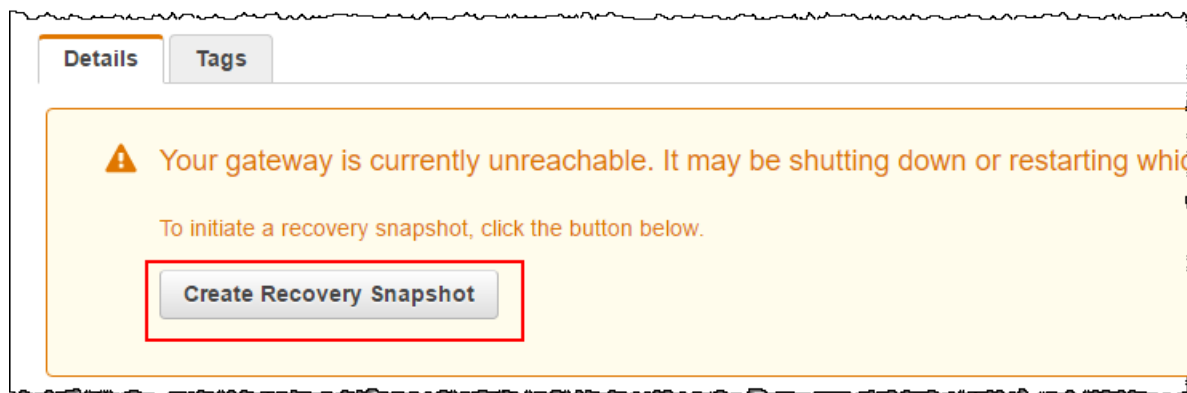 Details Tags
Your gateway is currently unreachable. It may be shutting down or restarting
To initiate a recovery snapshot, click the button below.
Create Recovery Snapshot